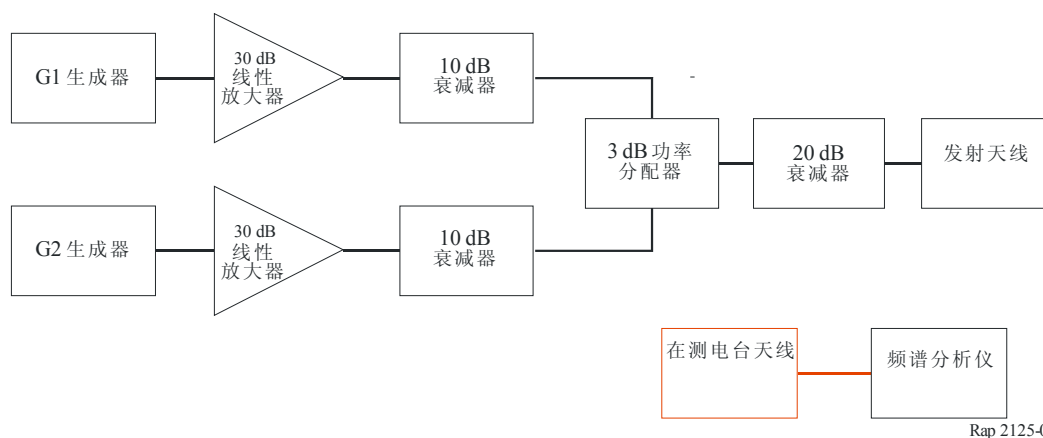 G1 生成器
30 dB
线性
放大器
10 dB
衰减器
3 dB 功率
分配器
20 dB
衰减器
发射天线
G2 生成器
30 dB
线性
放大器
10 dB
衰减器
在测电台天线
频谱分析仪
Rap 2125-0